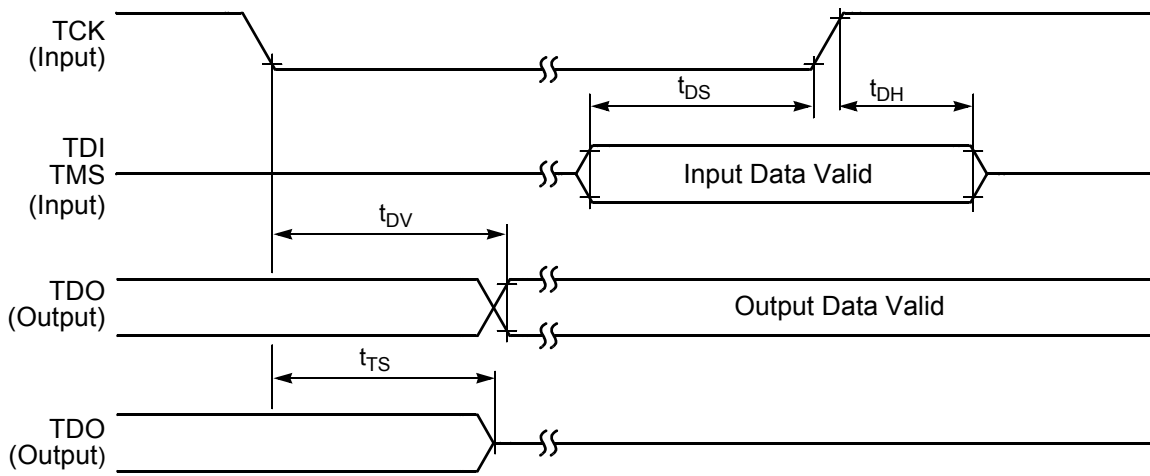 TCK
(Input)
tDS
tDH
TDI
TMS
(Input)
Input Data Valid
tDV
TDO
(Output)
Output Data Valid
tTS
TDO
(Output)